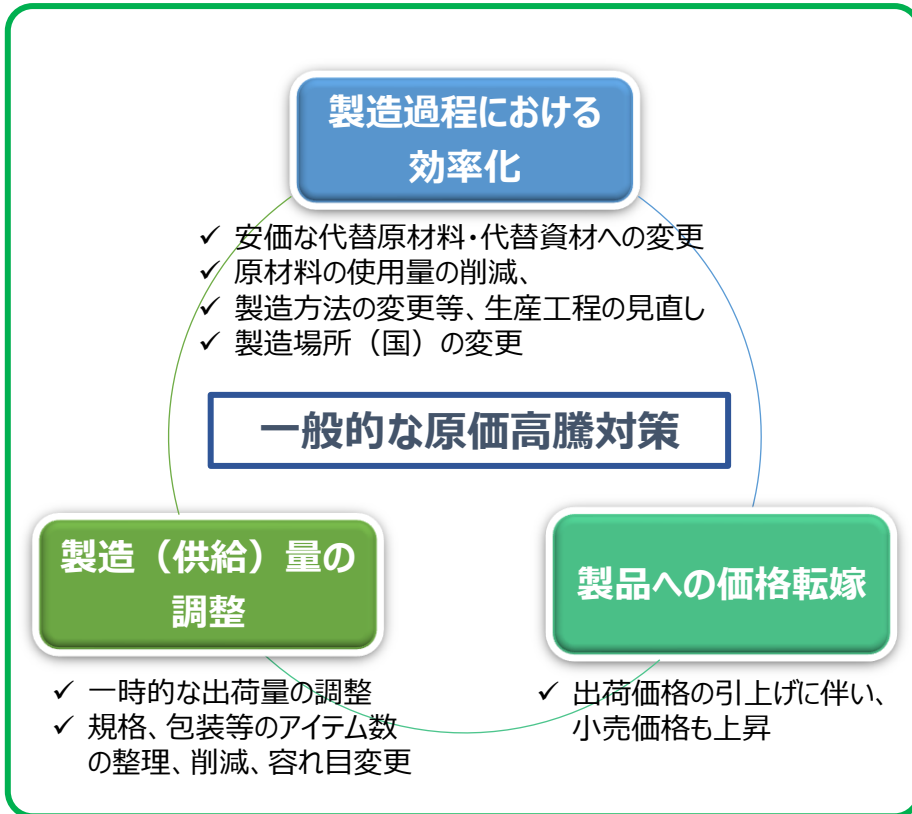 製造過程における
効率化
✓ 安価な代替原材料・代替資材への変更
✓ 原材料の使用量の削減、
✓ 製造方法の変更等、生産工程の見直し
✓ 製造場所（国）の変更
一般的な原価高騰対策
製造（供給）量の
調整
✓ 一時的な出荷量の調整
✓ 規格、包装等のアイテム数
の整理、削減、容れ目変更
製品への価格転嫁
✓ 出荷価格の引上げに伴い、
小売価格も上昇